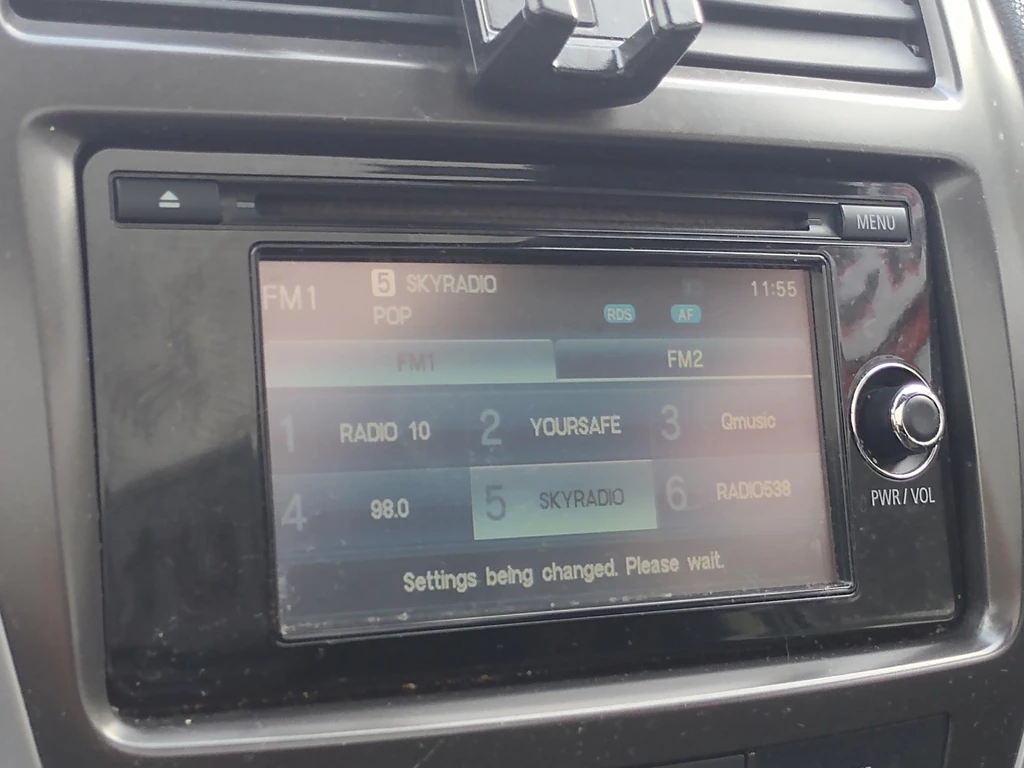 MENU
FM1 5 SKYRADIO 11:55
POP RDS AF
FM1 FM2
1 RADIO 10 2 YOURSAFE 3 Qmusic
4 98.0 5 SKYRADIO 6 RADIO538
Settings being changed. Please wait.
PWR/VOL